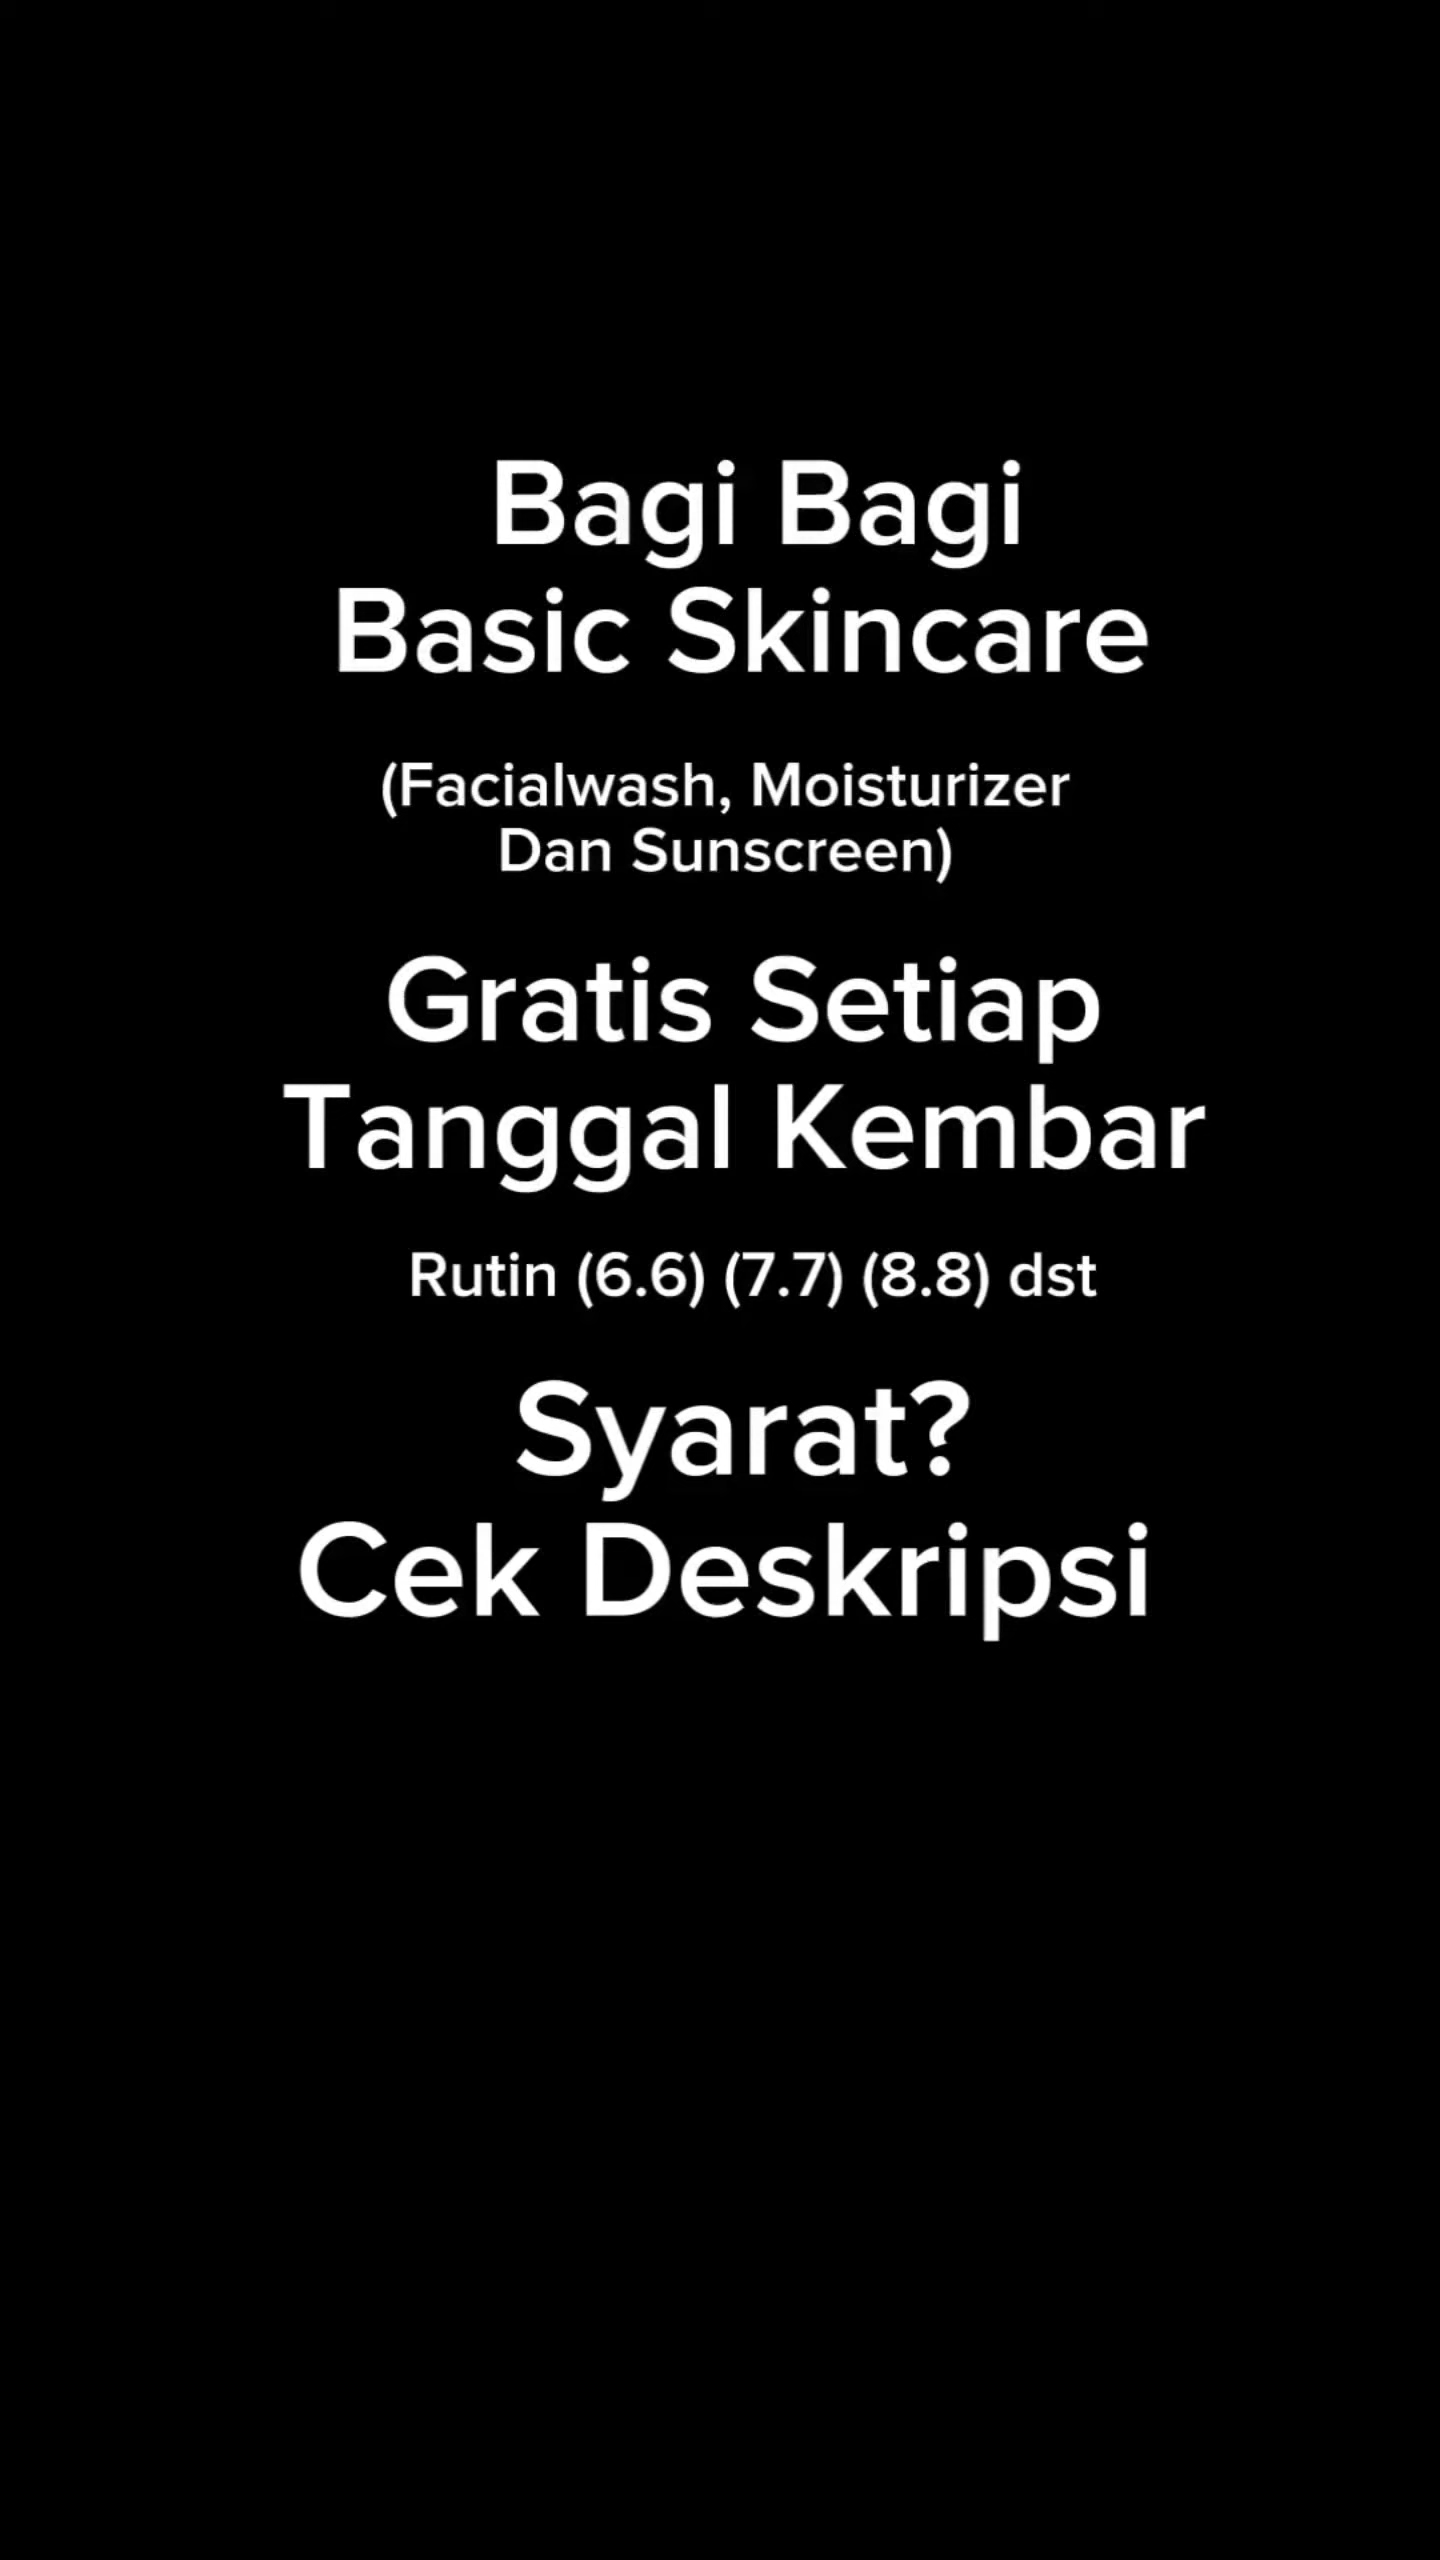 Bagi Bagi
Basic Skincare
(Facialwash, Moisturizer
Dan Sunscreen)
Gratis Setiap
Tanggal Kembar
Rutin (6.6) (7.7) (8.8) dst
Syarat?
Cek Deskripsi